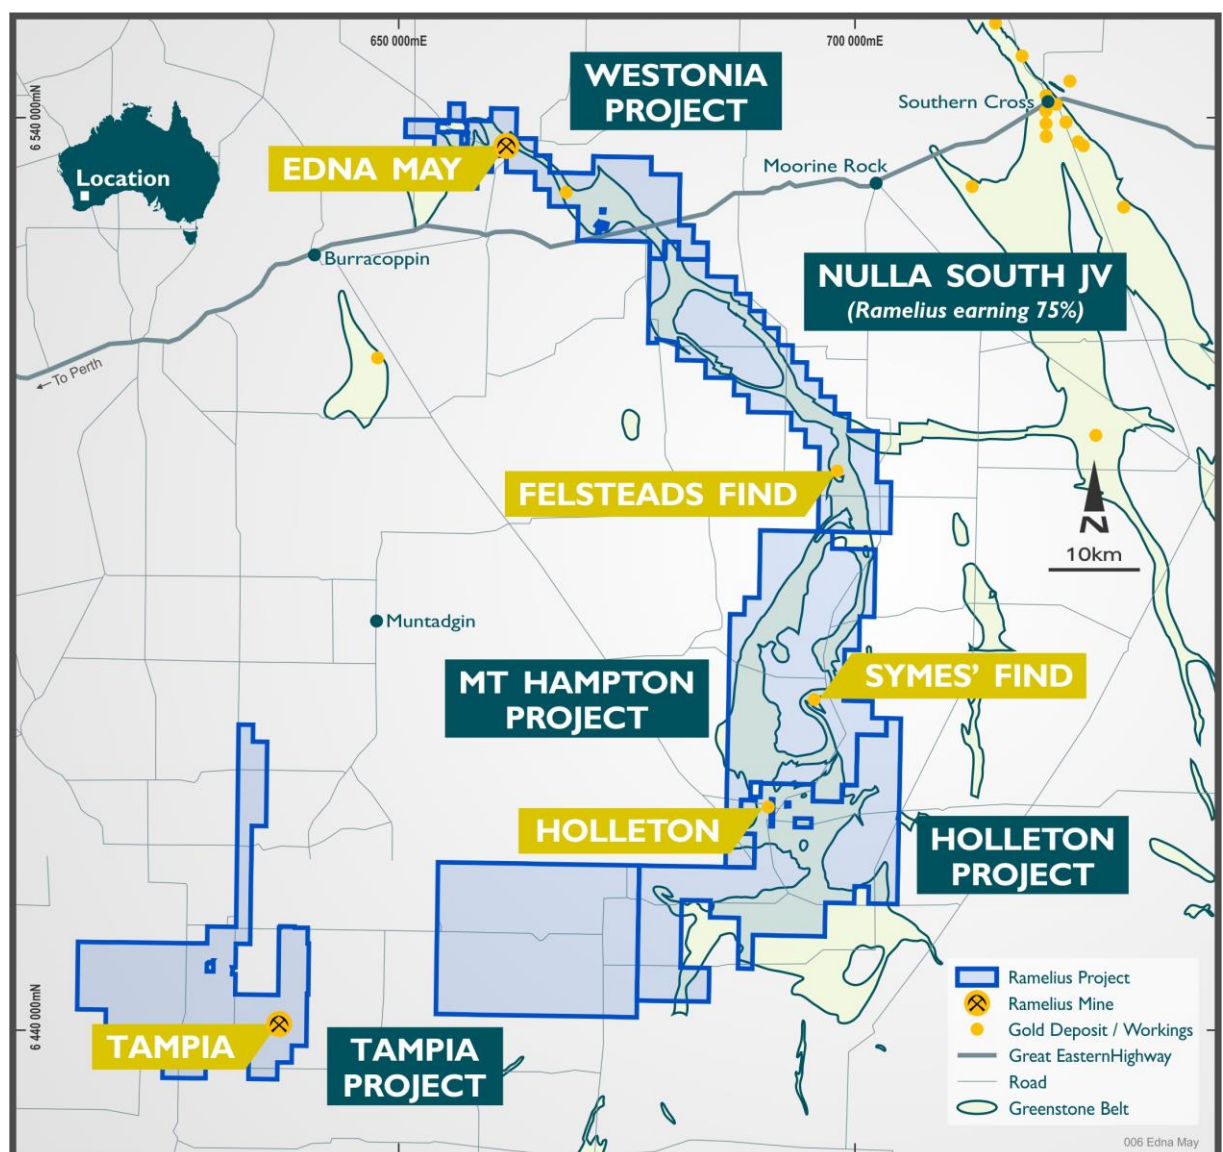 650 000mE
700 000mE
6 540 000mN
WESTONIA
PROJECT
Southern Cross
EDNA MAY
Moorine Rock
Location
Burracoppin
NULLA SOUTH JV
(Ramelius earning 75%)
←To Perth
FELSTEADS FIND
N
10km
Muntadgin
MT HAMPTON
PROJECT
SYMES’ FIND
HOLLETON
HOLLETON
PROJECT
6 440 000mN
TAMPIA
TAMPIA
PROJECT
Ramelius Project
Ramelius Mine
Gold Deposit / Workings
Great EasternHighway
Road
Greenstone Belt
006 Edna May